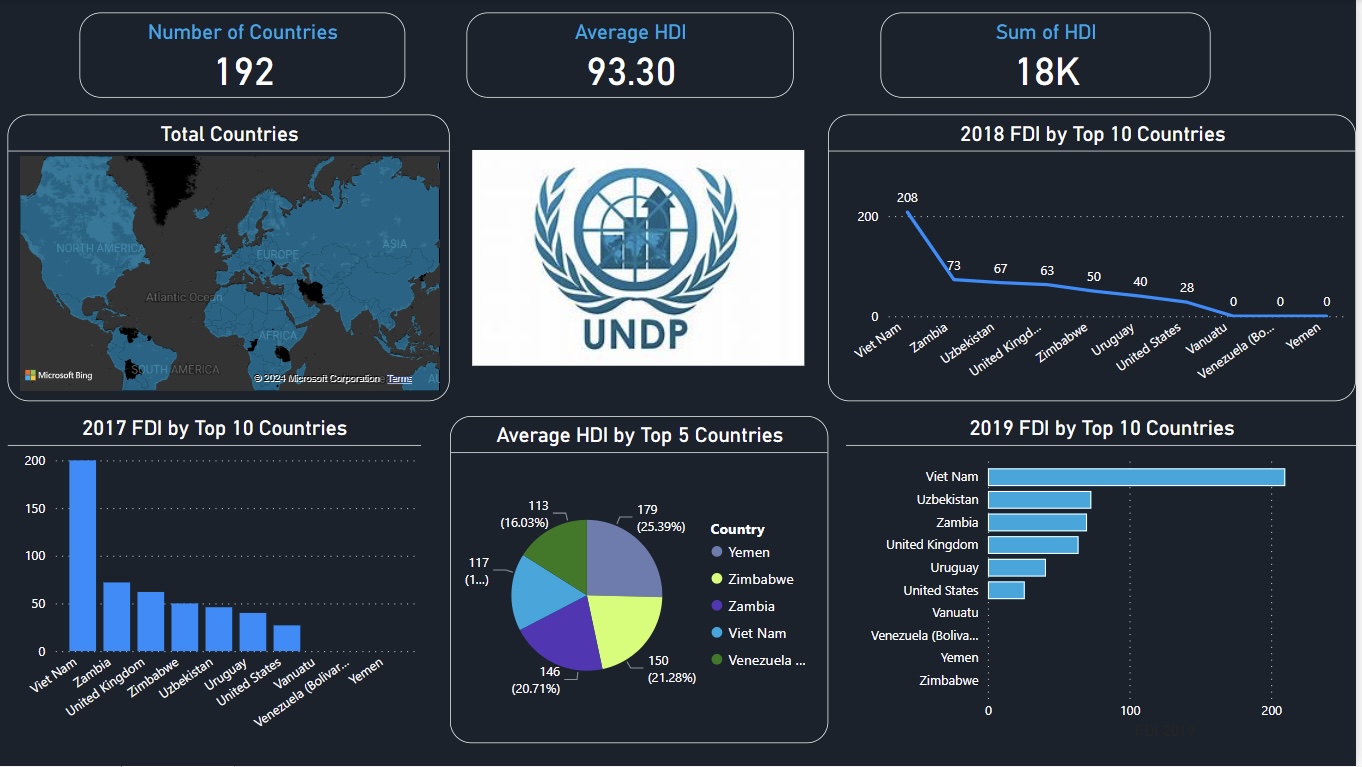 Number of Countries
192
Average HDI
93.30
Sum of HDI
18K
Total Countries
NORTH AMERICA
EUROPE
ASIA
Atlantic Ocean
AFRICA
SOUTH AMERICA
AU
Microsoft Bing
© 2024 Microsoft Corporation Terms
UNDP
2018 FDI by Top 10 Countries
200
0
208
73
67
63
50
40
28
0
0
0
Viet Nam
Zambia
Uzbekistan
United Kingd...
Zimbabwe
Uruguay
United States
Vanuatu
Venezuela (Bo...
Yemen
2017 FDI by Top 10 Countries
200
150
100
50
0
Viet Nam
Zambia
United Kingdom
Zimbabwe
Uzbekistan
Uruguay
United States
Vanuatu
Venezuela (Bolivar...
Yemen
Average HDI by Top 5 Countries
113
(16.03%)
179
(25.39%)
117
(1...)
146
(20.71%)
150
(21.28%)
Country
Yemen
Zimbabwe
Zambia
Viet Nam
Venezuela ...
2019 FDI by Top 10 Countries
Viet Nam
Uzbekistan
Zambia
United Kingdom
Uruguay
United States
Vanuatu
Venezuela (Boliva...
Yemen
Zimbabwe
0
100
200